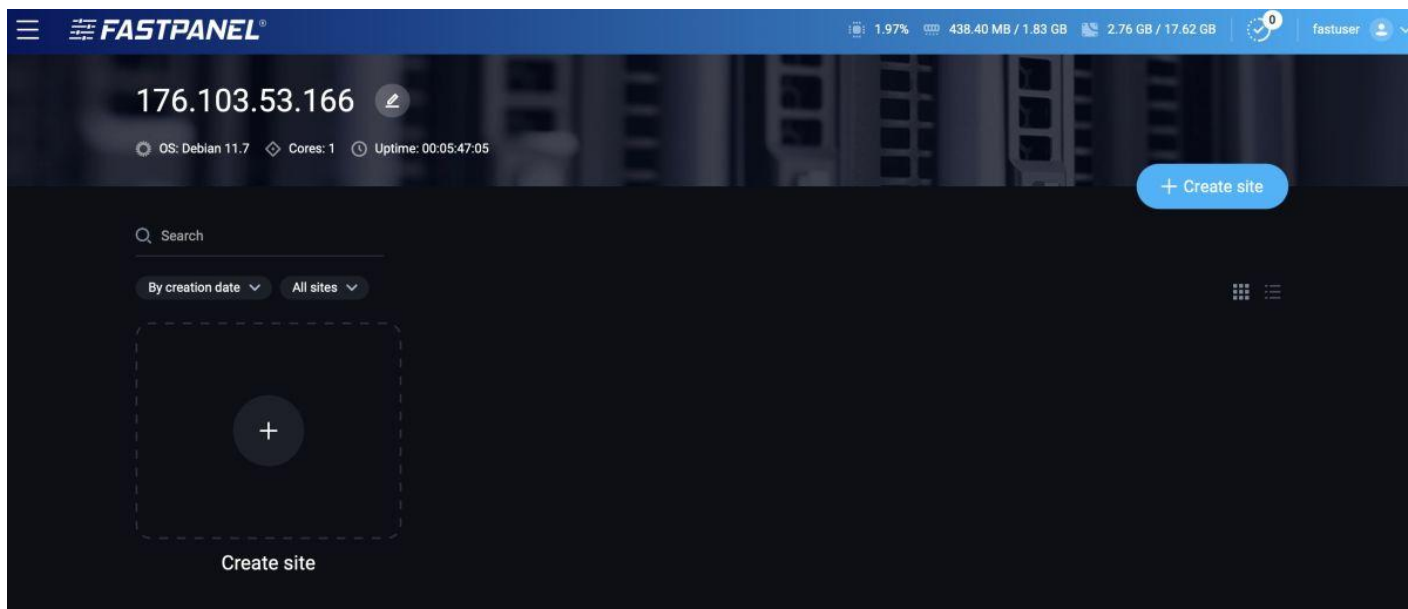 FASTPANEL® 1.97% 438.40 MB / 1.83 GB 2.76 GB / 17.62 GB 0 fastuser
176.103.53.166
OS: Debian 11.7 Cores: 1 Uptime: 00:05:47:05
+ Create site
Search
By creation date All sites
Create site